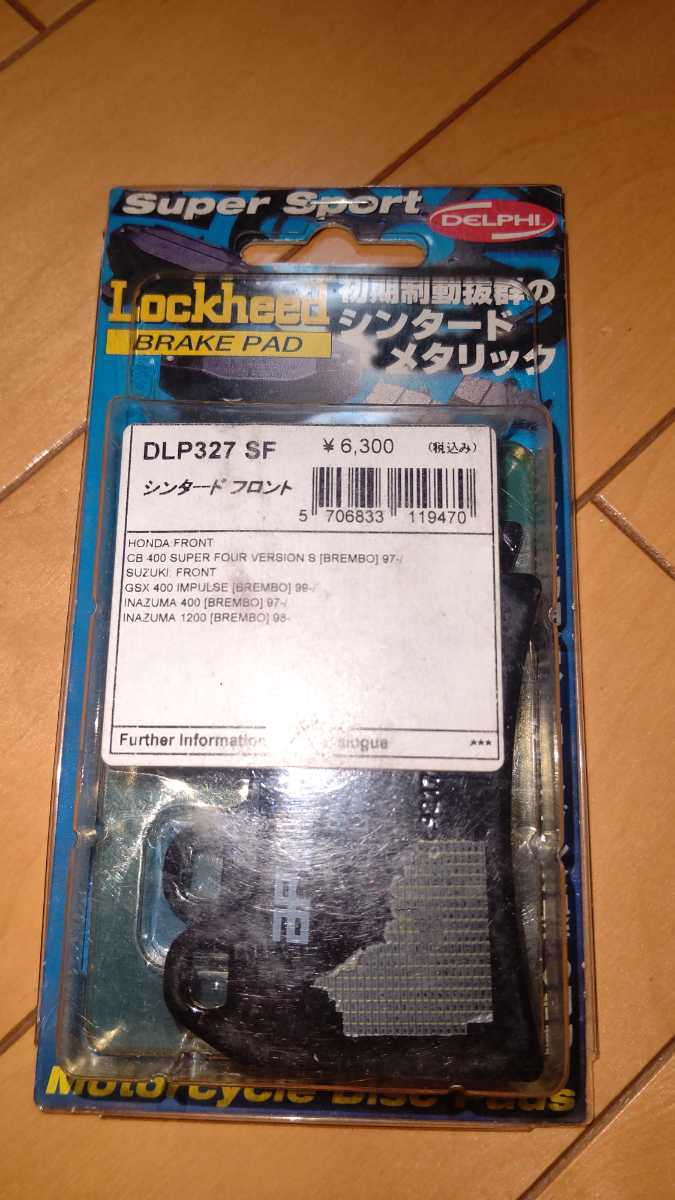 Super Sport
DELPHI
Lockheed
BRAKE PAD
初期制動抜群の
シンタード
メタリック
DLP327 SF ¥6,300 (税込み)
シンタード フロント
5 706833 119470
HONDA:FRONT
CB 400 SUPER FOUR VERSION S [BREMBO] 97-/
SUZUKI: FRONT
GSX 400 IMPULSE [BREMBO] 99-/
INAZUMA 400 [BREMBO] 97-/
INAZUMA 1200 [BREMBO] 98-
Further Information ***
Motorcycle Disc Pads